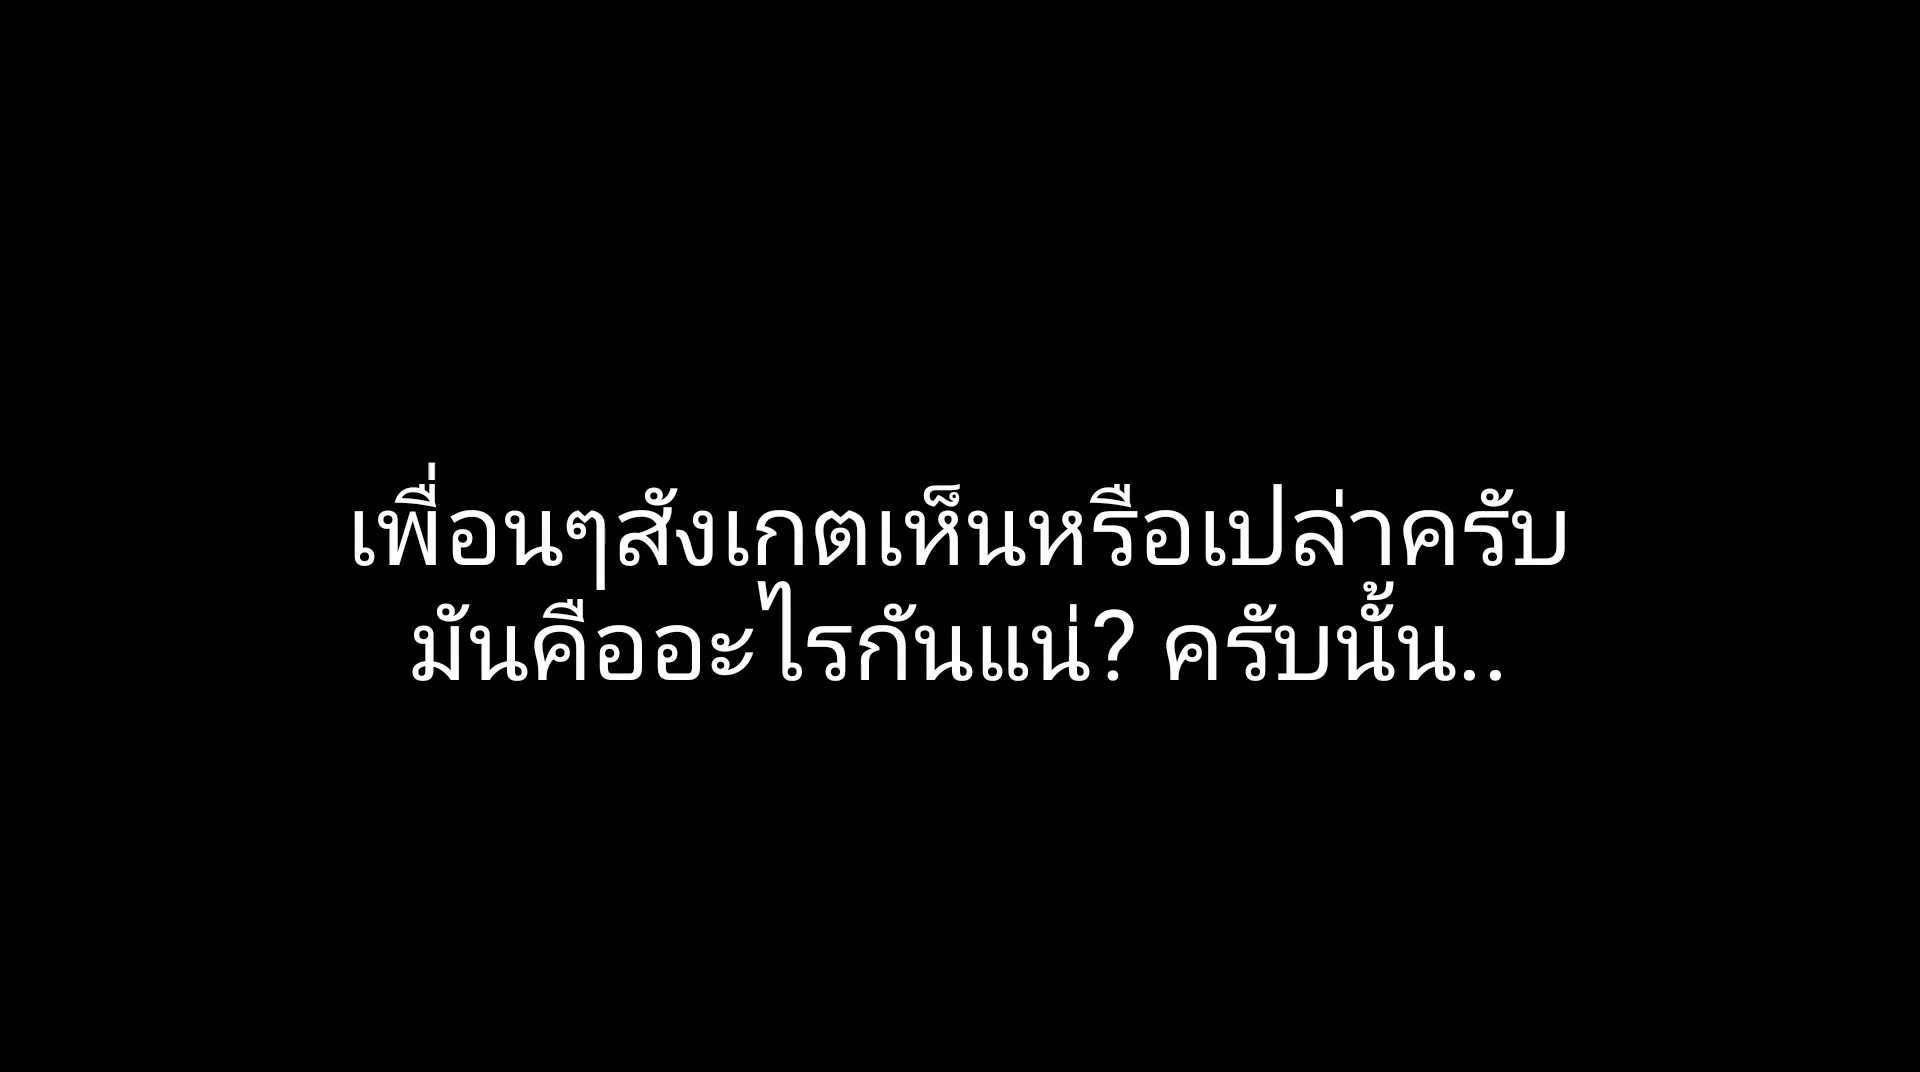 เพื่อนๆสังเกตเห็นหรือเปล่าครับ
มันคืออะไรกันแน่? ครับนั้น..